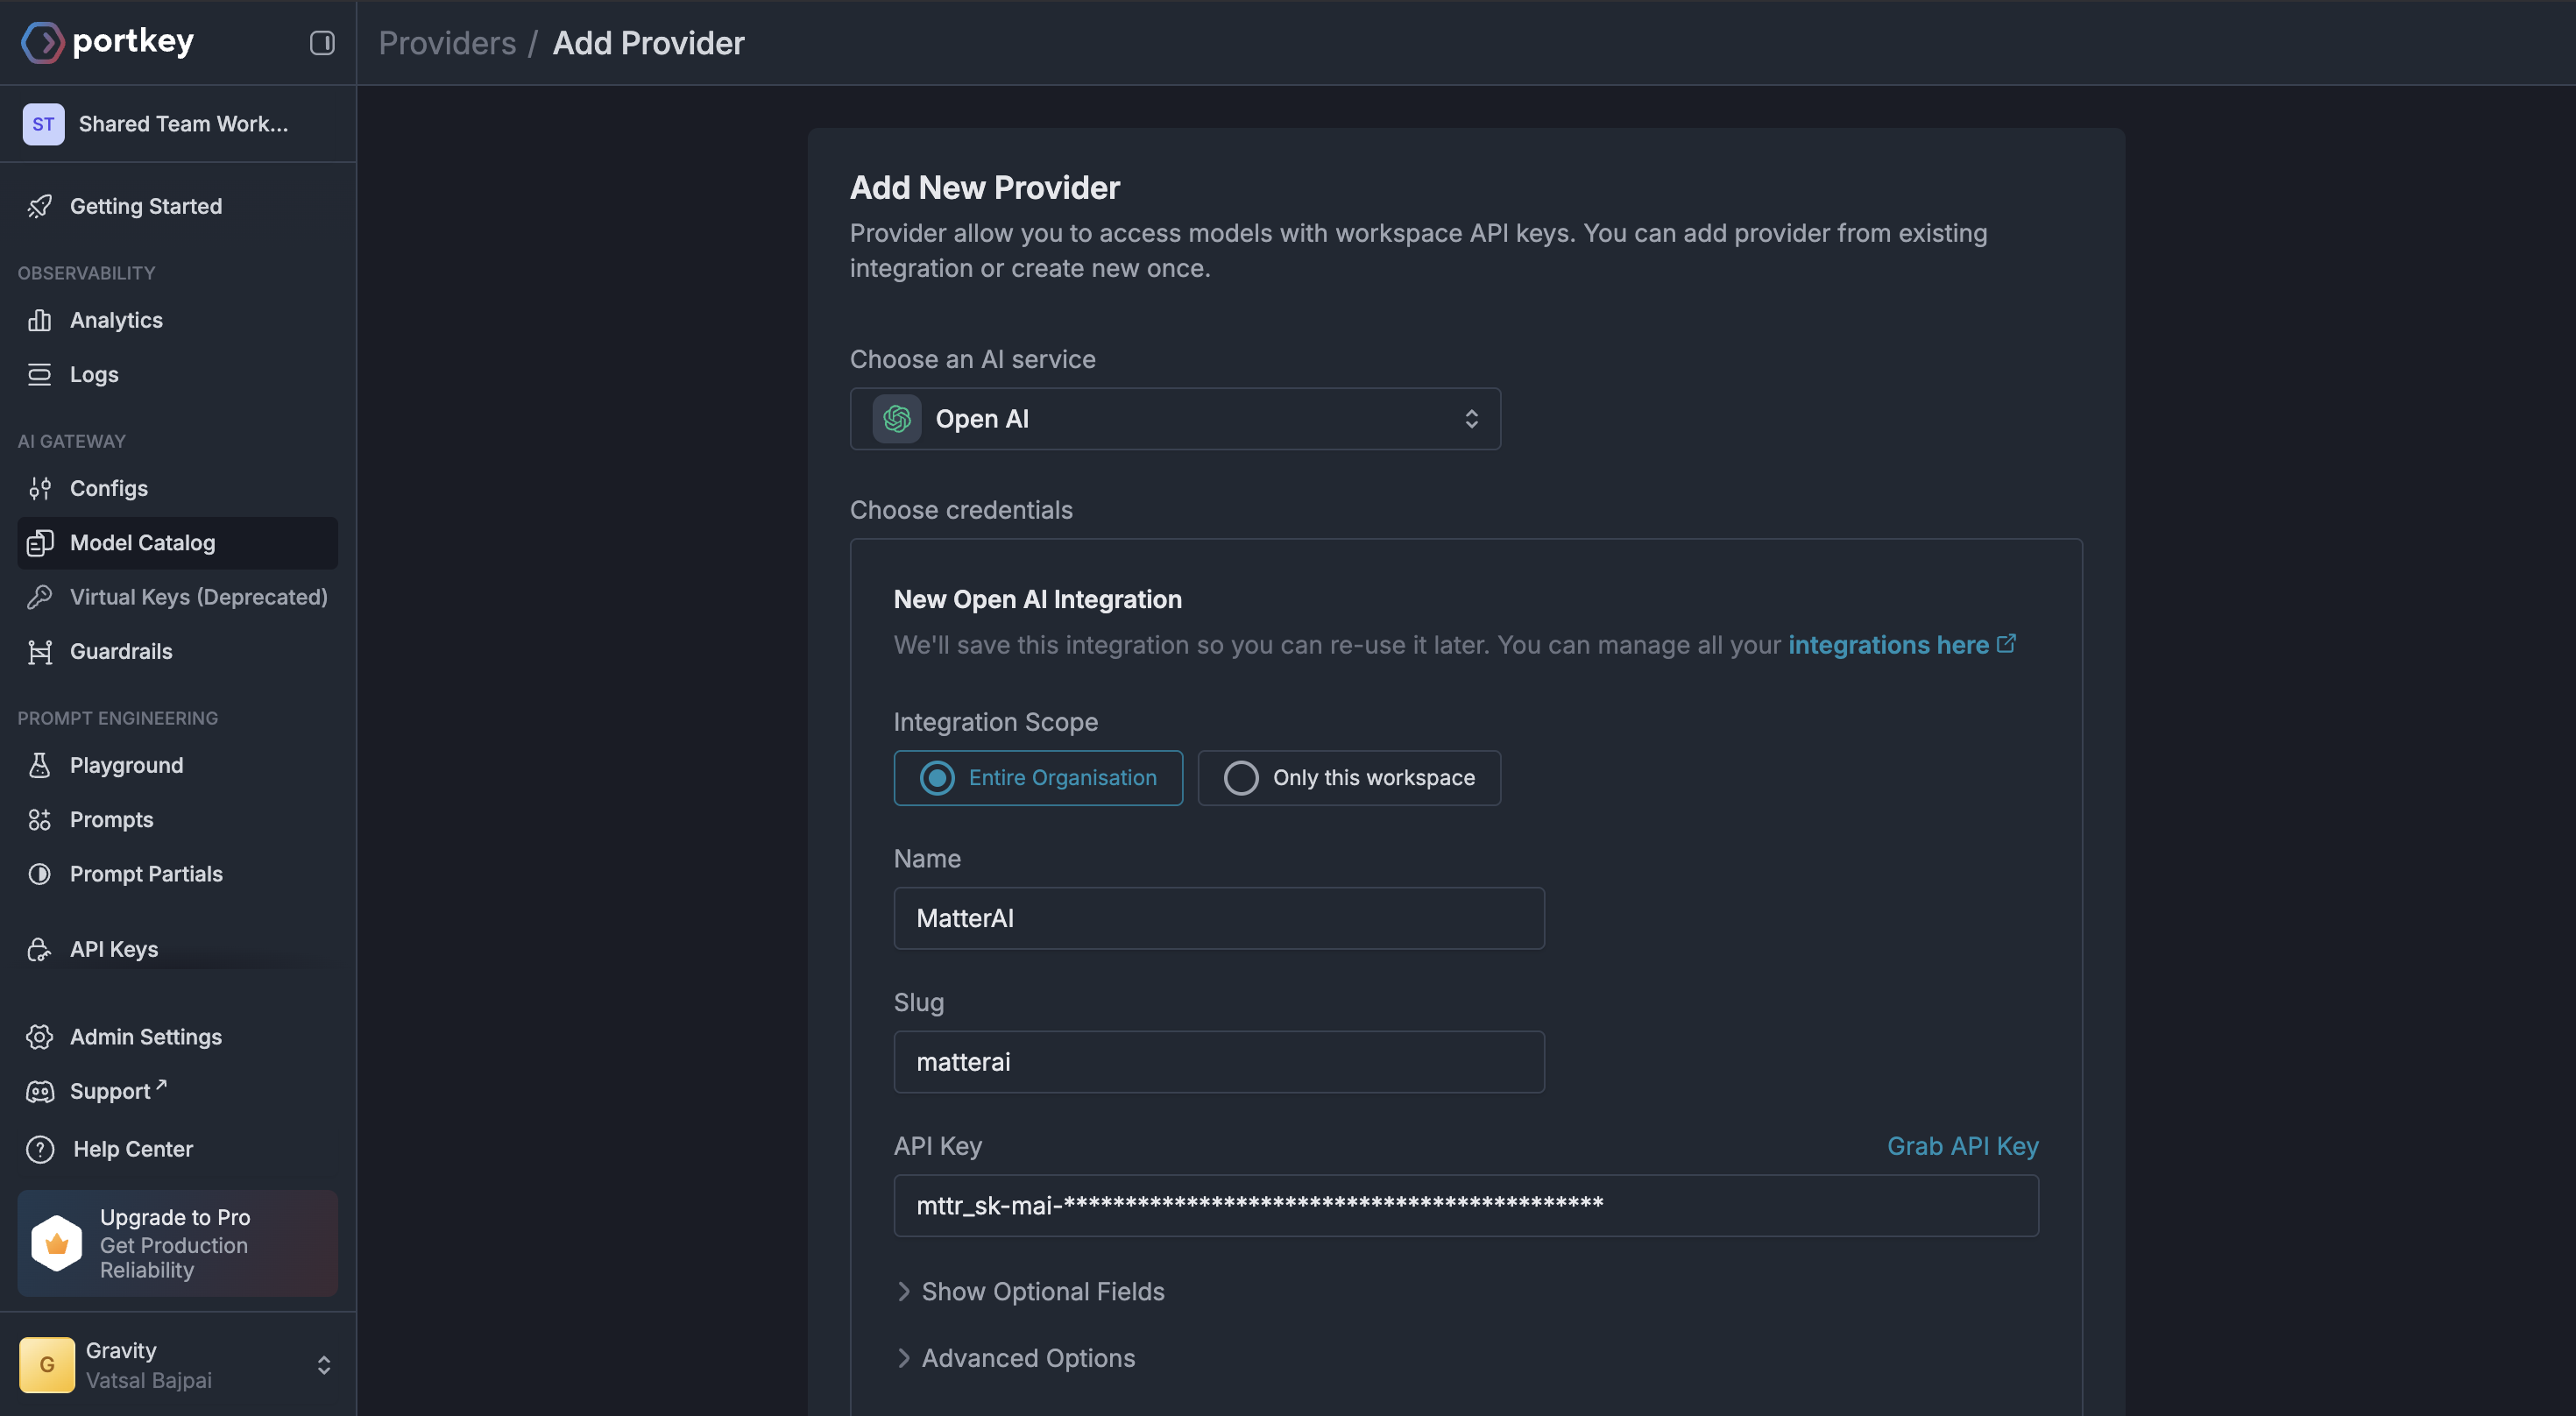 portkey
Providers / Add Provider
ST Shared Team Work...
Getting Started
OBSERVABILITY
Analytics
Logs
AI GATEWAY
Configs
Model Catalog
Virtual Keys (Deprecated)
Guardrails
PROMPT ENGINEERING
Playground
Prompts
Prompt Partials
API Keys
Admin Settings
Support
Help Center
Upgrade to Pro
Get Production
Reliability
G
Gravity
Vatsal Bajpai
Add New Provider
Provider allow you to access models with workspace API keys. You can add provider from existing
integration or create new once.
Choose an AI service
Open AI
Choose credentials
New Open AI Integration
We'll save this integration so you can re-use it later. You can manage all your integrations here
Integration Scope
Entire Organisation
Only this workspace
Name
MatterAI
Slug
matterai
API Key
Grab API Key
mttr_sk-mai-********************************************
Show Optional Fields
Advanced Options